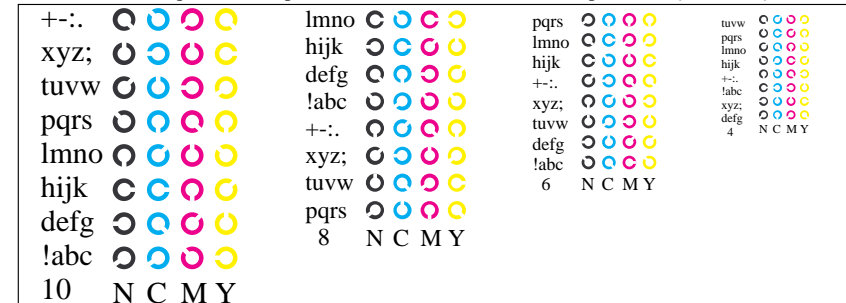 +-:.
xyz;
tuvw
pqrs
lmno
hijk
defg
!abc
10 N C M Y
lmno
hijk
defg
!abc
+-:.
xyz;
tuvw
pqrs
8 N C M Y
pqrs
lmno
hijk
+-:.
xyz;
tuvw
defg
!abc
6 N C M Y
tuvw
pqrs
lmno
hijk
+-:.
!abc
xyz;
defg
4 N C M Y